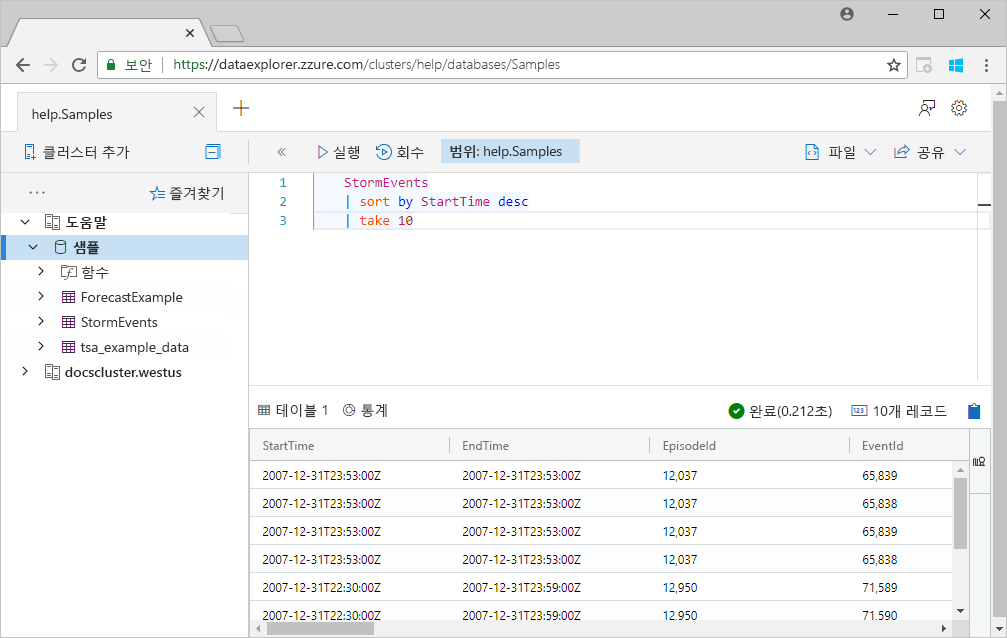 보안 https://dataexplorer.zzure.com/clusters/help/databases/Samples
help.Samples
클러스터 추가 실행 회수 범위: help.Samples 파일 공유
즐겨찾기
도움말
샘플
함수
ForecastExample
StormEvents
tsa_example_data
docscluster.westus
1 StormEvents
2 | sort by StartTime desc
3 | take 10
테이블 1 통계 완료(0.212초) 123 10개 레코드
StartTime EndTime EpisodeId EventId
2007-12-31T23:53:00Z 2007-12-31T23:53:00Z 12,037 65,839
2007-12-31T23:53:00Z 2007-12-31T23:53:00Z 12,037 65,838
2007-12-31T23:53:00Z 2007-12-31T23:53:00Z 12,037 65,839
2007-12-31T23:53:00Z 2007-12-31T23:53:00Z 12,037 65,838
2007-12-31T22:30:00Z 2007-12-31T23:59:00Z 12,950 71,589
2007-12-31T22:30:00Z 2007-12-31T23:59:00Z 12,950 71,590